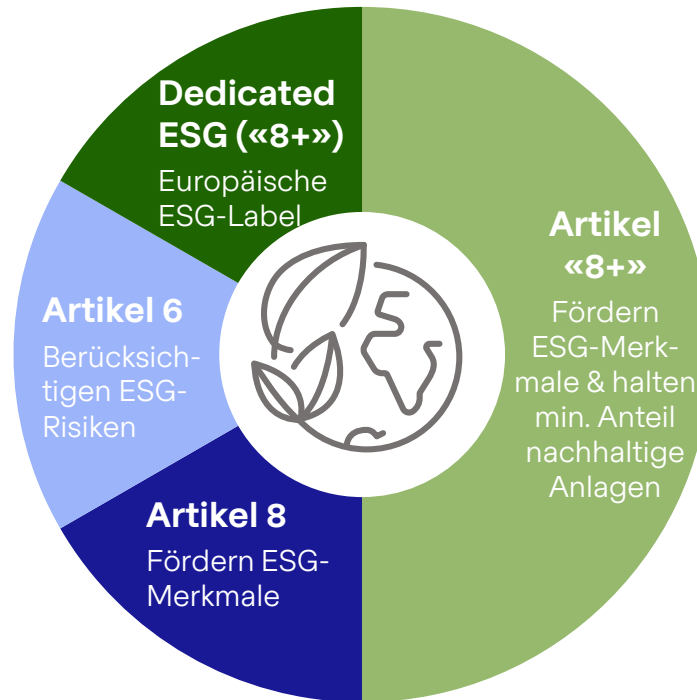 Dedicated
ESG («8+»)
Europäische
ESG-Label
Artikel
«8+»
Fördern
ESG-Merk-
male & halten
min. Anteil
nachhaltige
Anlagen
Artikel 6
Berücksich-
tigen ESG-
Risiken
Artikel 8
Fördern ESG-
Merkmale